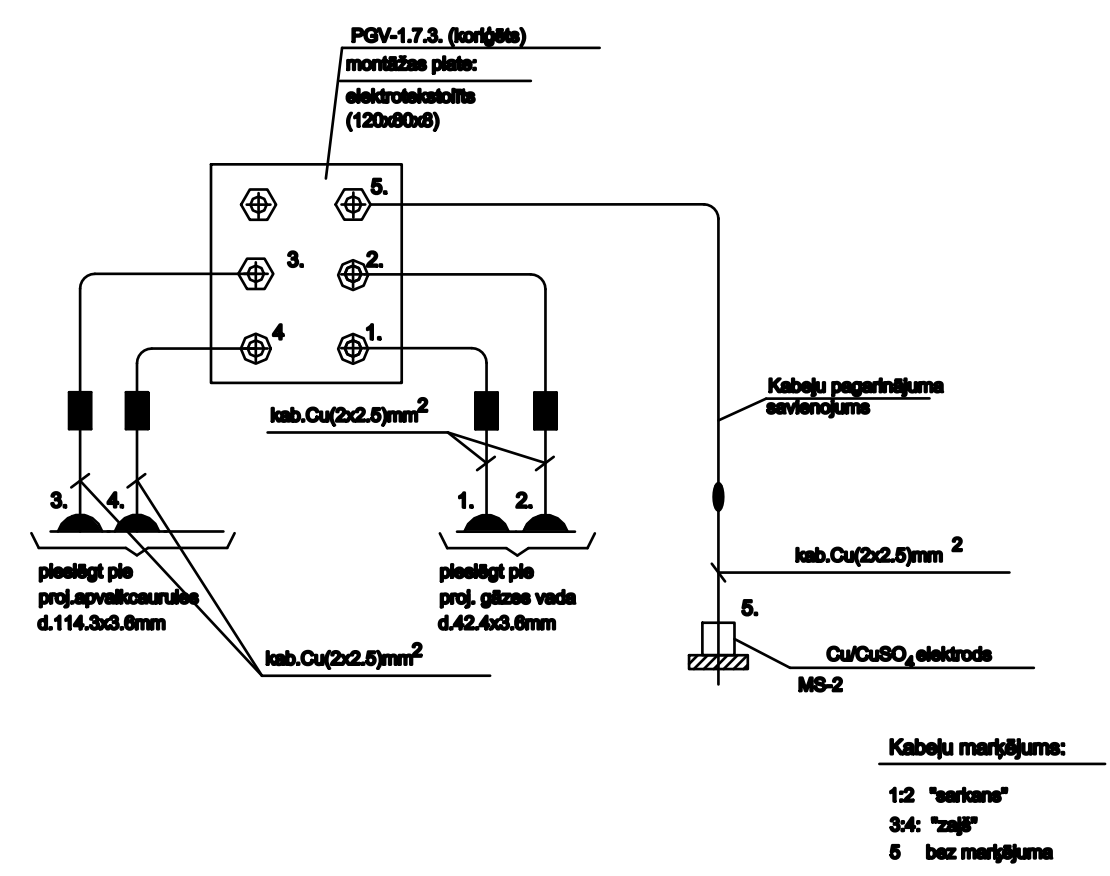 PGV-1.7.3. (koriģēts)
montāžas plate:
elektrotekstolīts
(120x80x8)
5.
3.
2.
4
1.
Kabeļu pagarinājuma
savienojums
kab.Cu(2x2.5)mm²
3.
4.
1.
2.
kab.Cu(2x2.5)mm ²
pieslēgt pie
proj.apvalkcaurules
d.114.3x3.6mm
pieslēgt pie
proj. gāzes vada
d.42.4x3.6mm
5.
kab.Cu(2x2.5)mm²
Cu/CuSO₄ elektrods
MS-2
Kabeļu marķējums:
1:2 "sarkans"
3:4: "zaļš"
5 bez marķējuma